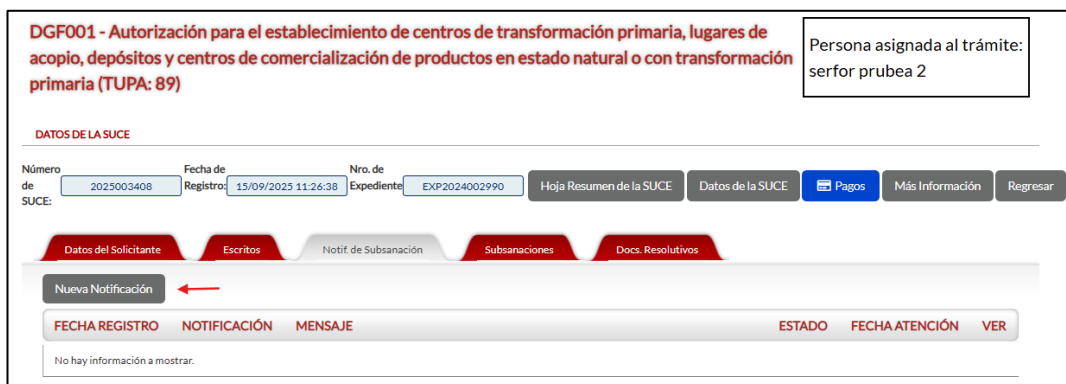 DGF001 - Autorización para el establecimiento de centros de transformación primaria, lugares de
acopio, depósitos y centros de comercialización de productos en estado natural o con transformación
primaria (TUPA: 89)
Persona asignada al trámite:
serfor prubea 2
DATOS DE LA SUCE
Número de SUCE: 2025003408 Fecha de Registro: 15/09/2025 11:26:38 Nro. de Expediente EXP2024002990 Hoja Resumen de la SUCE Datos de la SUCE Pagos Más Información Regresar
Datos del Solicitante Escritos Notif. de Subsanación Subsanaciones Docs. Resolutivos
Nueva Notificación
FECHA REGISTRO NOTIFICACIÓN MENSAJE ESTADO FECHA ATENCIÓN VER
No hay información a mostrar.